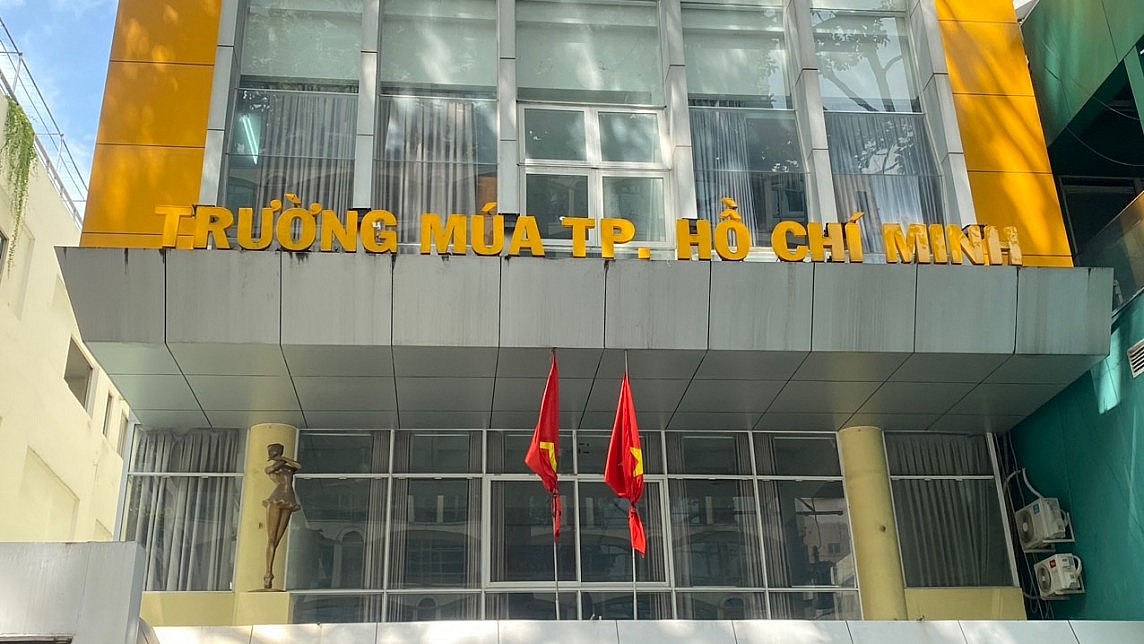 TRƯỜNG MÚA TP. HỒ CHÍ MINH